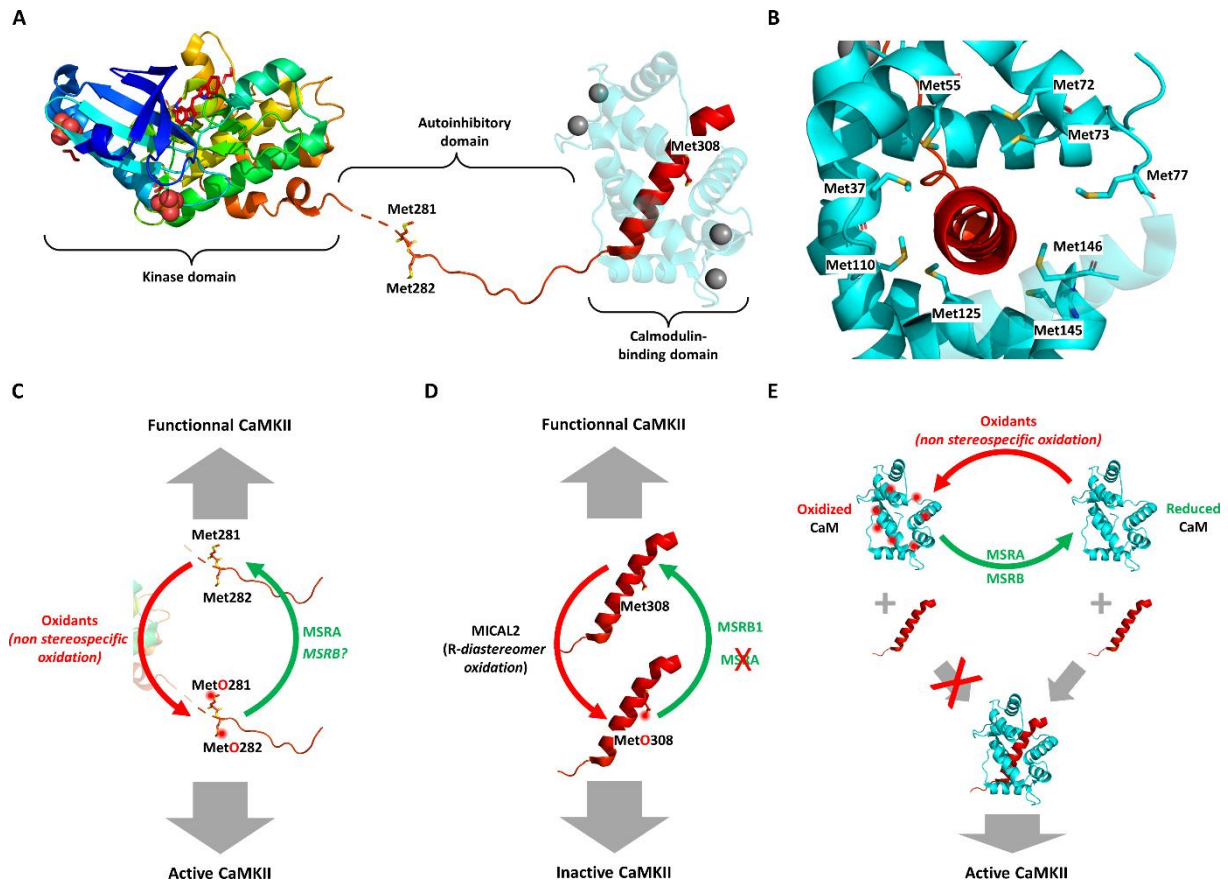 A
Autoinhibitory
domain
Met308
Met281
Met282
Kinase domain
Calmodulin-
binding domain
B
Met55
Met72
Met73
Met77
Met37
Met110
Met146
Met125
Met145
C
Functionnal CaMKII
Met281
Met282
Oxidants
(non stereospecific
oxidation)
MSRA
MSRB?
MetO281
MetO282
Active CaMKII
D
Functionnal CaMKII
Met308
MICAL2
(R-diastereomer
oxidation)
MSRB1
MSRA
MetO308
Inactive CaMKII
E
Oxidants
(non stereospecific oxidation)
Oxidized
CaM
Reduced
CaM
MSRA
MSRB
+
+
Active CaMKII